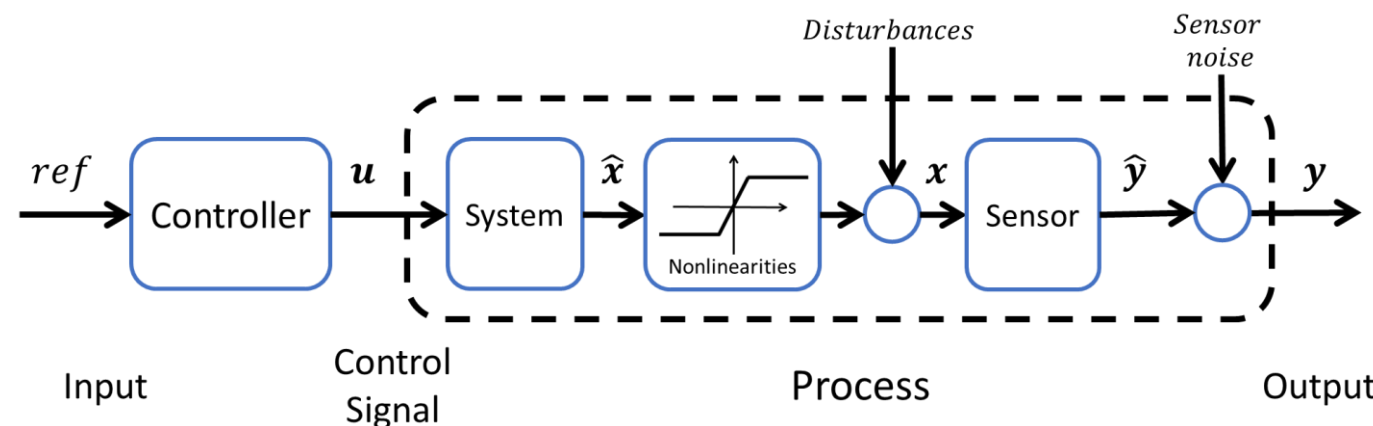 Disturbances
Sensor
noise
ref
Controller
u
System
x̂
Nonlinearities
x
Sensor
ŷ
y
Input
Control
Signal
Process
Output